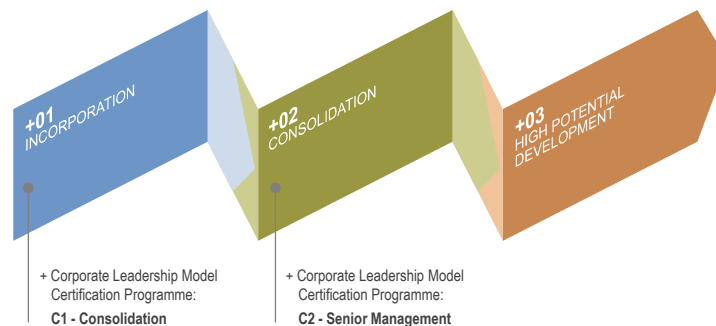 +01
INCORPORATION
+02
CONSOLIDATION
+03
HIGH POTENTIAL
DEVELOPMENT
+ Corporate Leadership Model
Certification Programme:
C1 - Consolidation
+ Corporate Leadership Model
Certification Programme:
C2 - Senior Management